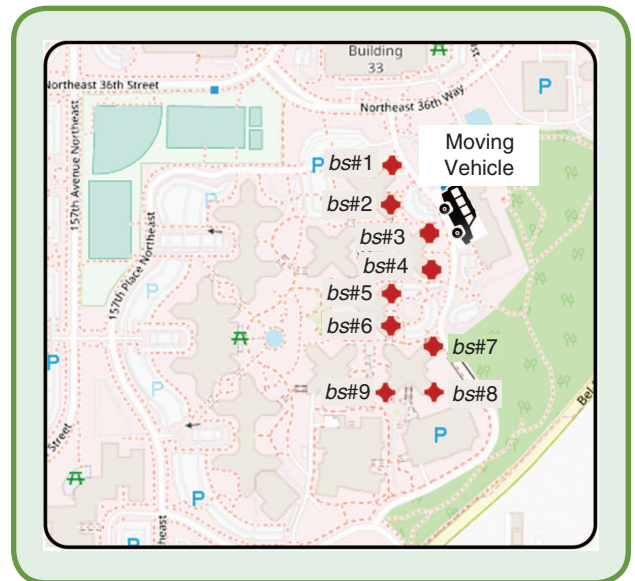 Building
33
Northeast 36th Street
Northeast 36th Way
P
Moving
Vehicle
P
bs#1
157th Avenue Northeast
P
bs#2
bs#3
157th Place Northeast
bs#4
P
bs#5
bs#6
bs#7
P
P
bs#9
bs#8
P
Street
Bel
P
P
heast